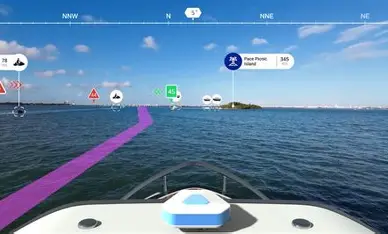 NNW N 5° NNE NE
78
Pace Picnic
Island
345
45